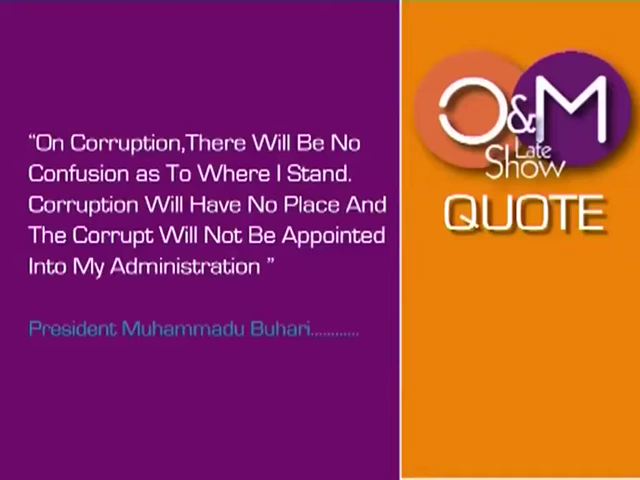 “On Corruption,There Will Be No
Confusion as To Where I Stand.
Corruption Will Have No Place And
The Corrupt Will Not Be Appointed
Into My Administration ”
President Muhammadu Buhari............
O&M
Late
Show
QUOTE